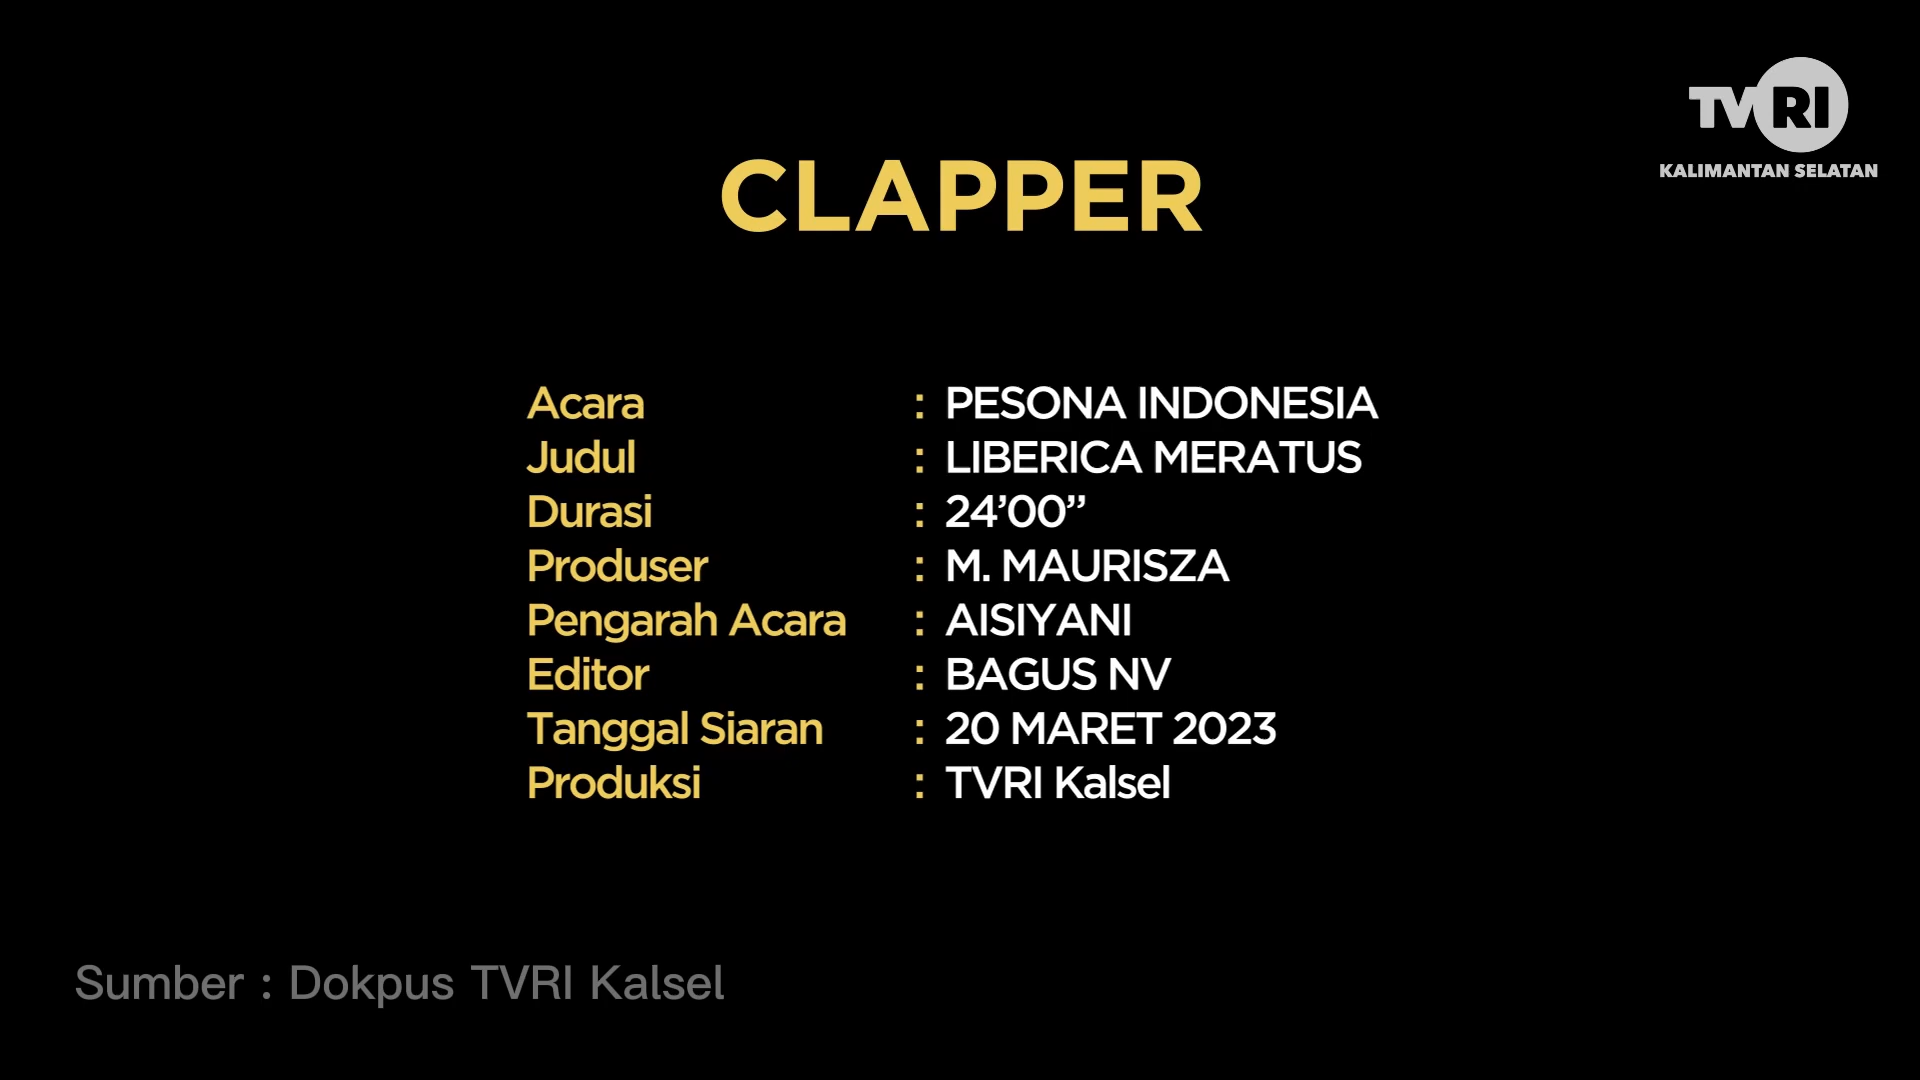 TVRI
KALIMANTAN SELATAN
CLAPPER
Acara : PESONA INDONESIA
Judul : LIBERICA MERATUS
Durasi : 24’00”
Produser : M. MAURISZA
Pengarah Acara : AISIYANI
Editor : BAGUS NV
Tanggal Siaran : 20 MARET 2023
Produksi : TVRI Kalsel
Sumber : Dokpus TVRI Kalsel